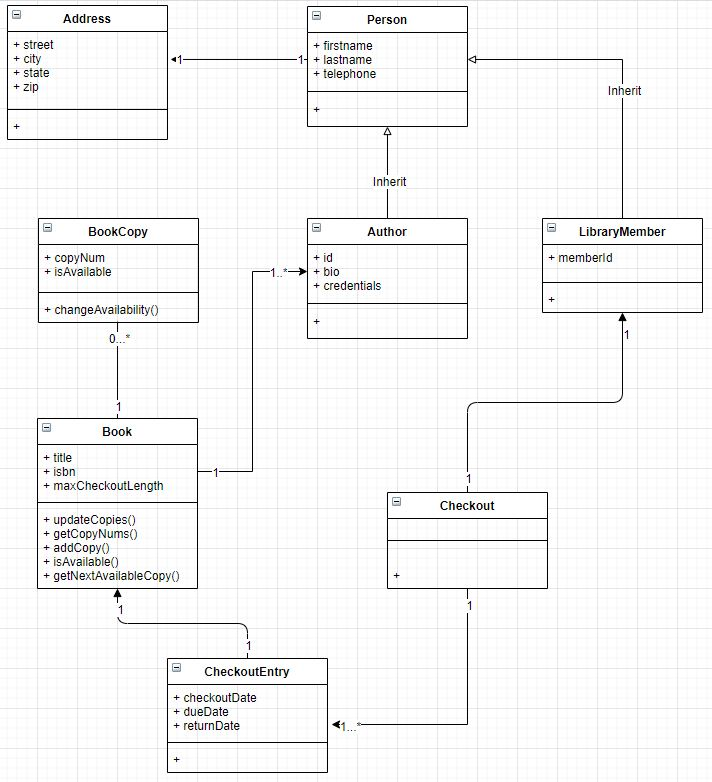 Address
+ street
+ city
+ state
+ zip
+
1
1
Person
+ firstname
+ lastname
+ telephone
+
Inherit
Inherit
BookCopy
+ copyNum
+ isAvailable
+ changeAvailability()
Author
+ id
+ bio
+ credentials
+
LibraryMember
+ memberId
+
1..*
0...*
1
1
1
Book
+ title
+ isbn
+ maxCheckoutLength
+ updateCopies()
+ getCopyNums()
+ addCopy()
+ isAvailable()
+ getNextAvailableCopy()
1
Checkout
+
1
1
1
CheckoutEntry
+ checkoutDate
+ dueDate
+ returnDate
+
1...*